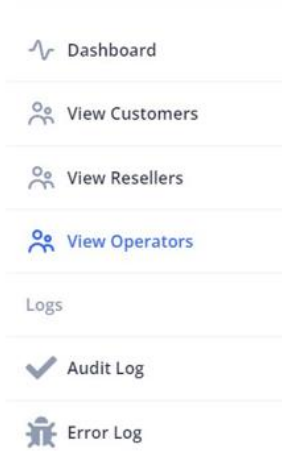 Dashboard
View Customers
View Resellers
View Operators
Logs
Audit Log
Error Log